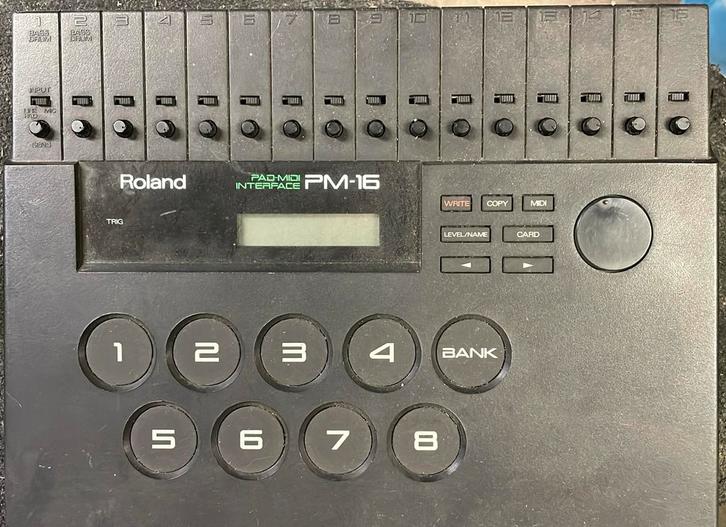 1 2 3 4 5 6 7 8 9 10 11 12 13 14 15 16
BASS DRUM
BASS DRUM
INPUT
LINE MIC
PAD
SENS
Roland
PAD-MIDI
INTERFACE PM-16
TRIG
WRITE COPY MIDI
LEVEL/NAME CARD
1 2 3 4 BANK
5 6 7 8